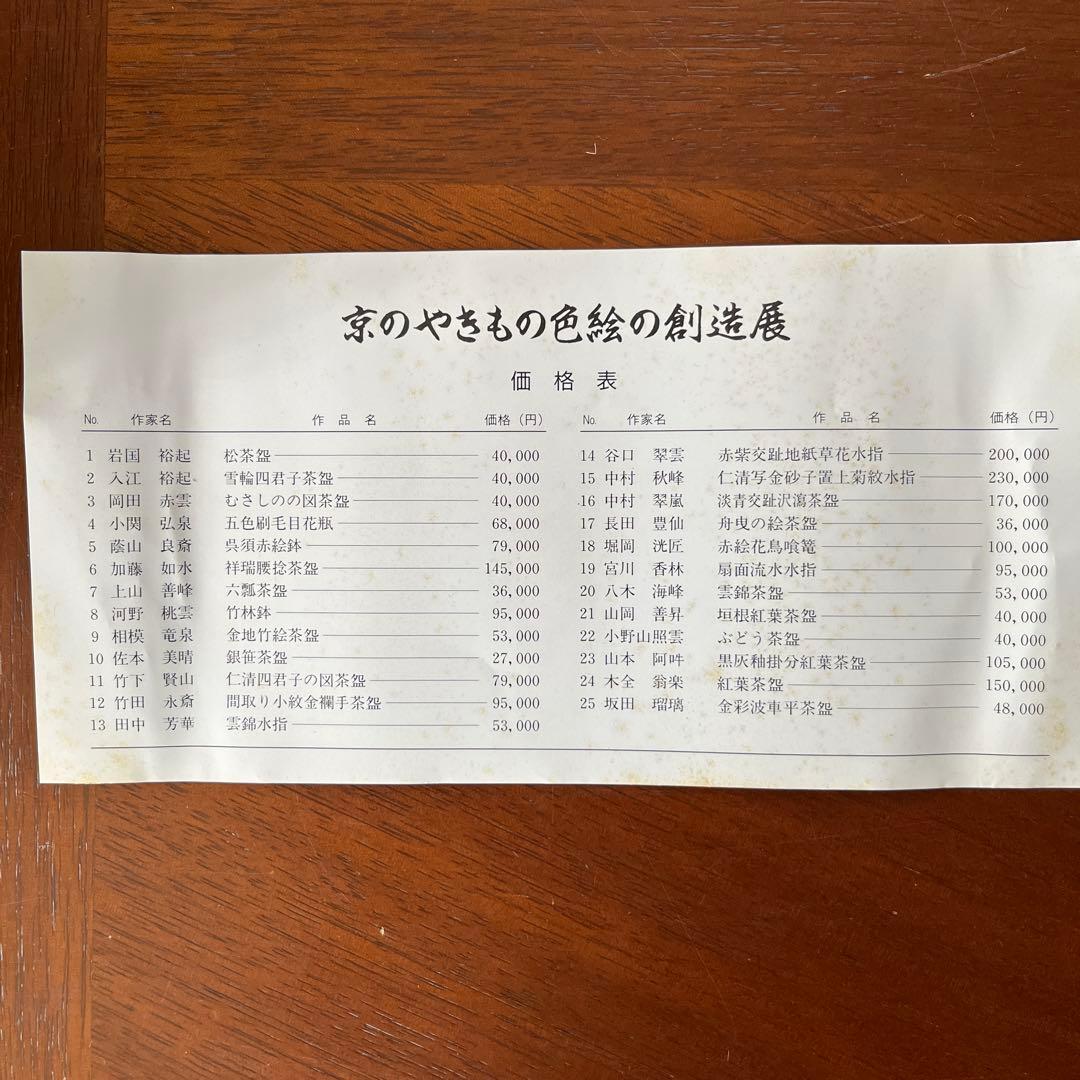 京のやきもの色絵の創造展
価格表
No. 作家名 作品名 価格（円）
1 岩国 裕起 松茶盌 40,000
2 入江 裕起 雪輪四君子茶盌 40,000
3 岡田 赤雲 むさしのの図茶盌 40,000
4 小関 弘泉 五色刷毛目花瓶 68,000
5 蔭山 良斎 呉須赤絵鉢 79,000
6 加藤 如水 祥瑞腰捻茶盌 145,000
7 上山 善峰 六瓢茶盌 36,000
8 河野 桃雲 竹林鉢 95,000
9 相模 竜泉 金地竹絵茶盌 53,000
10 佐本 美晴 銀笹茶盌 27,000
11 竹下 賢山 仁清四君子の図茶盌 79,000
12 竹田 永斎 間取り小紋金襴手茶盌 95,000
13 田中 芳華 雲錦水指 53,000
No. 作家名 作品名 価格（円）
14 谷口 翠雲 赤紫交趾地紙草花水指 200,000
15 中村 秋峰 仁清写金砂子置上菊紋水指 230,000
16 中村 翠嵐 淡青交趾沢瀉茶盌 170,000
17 長田 豊仙 舟曳の絵茶盌 36,000
18 堀岡 洸匠 赤絵花鳥喰篭 100,000
19 宮川 香林 扇面流水水指 95,000
20 八木 海峰 雲錦茶盌 53,000
21 山岡 善昇 垣根紅葉茶盌 40,000
22 小野山照雲 ぶどう茶盌 40,000
23 山本 阿吽 黒灰釉掛分紅葉茶盌 105,000
24 木全 翁楽 紅葉茶盌 150,000
25 坂田 瑠璃 金彩波車平茶盌 48,000